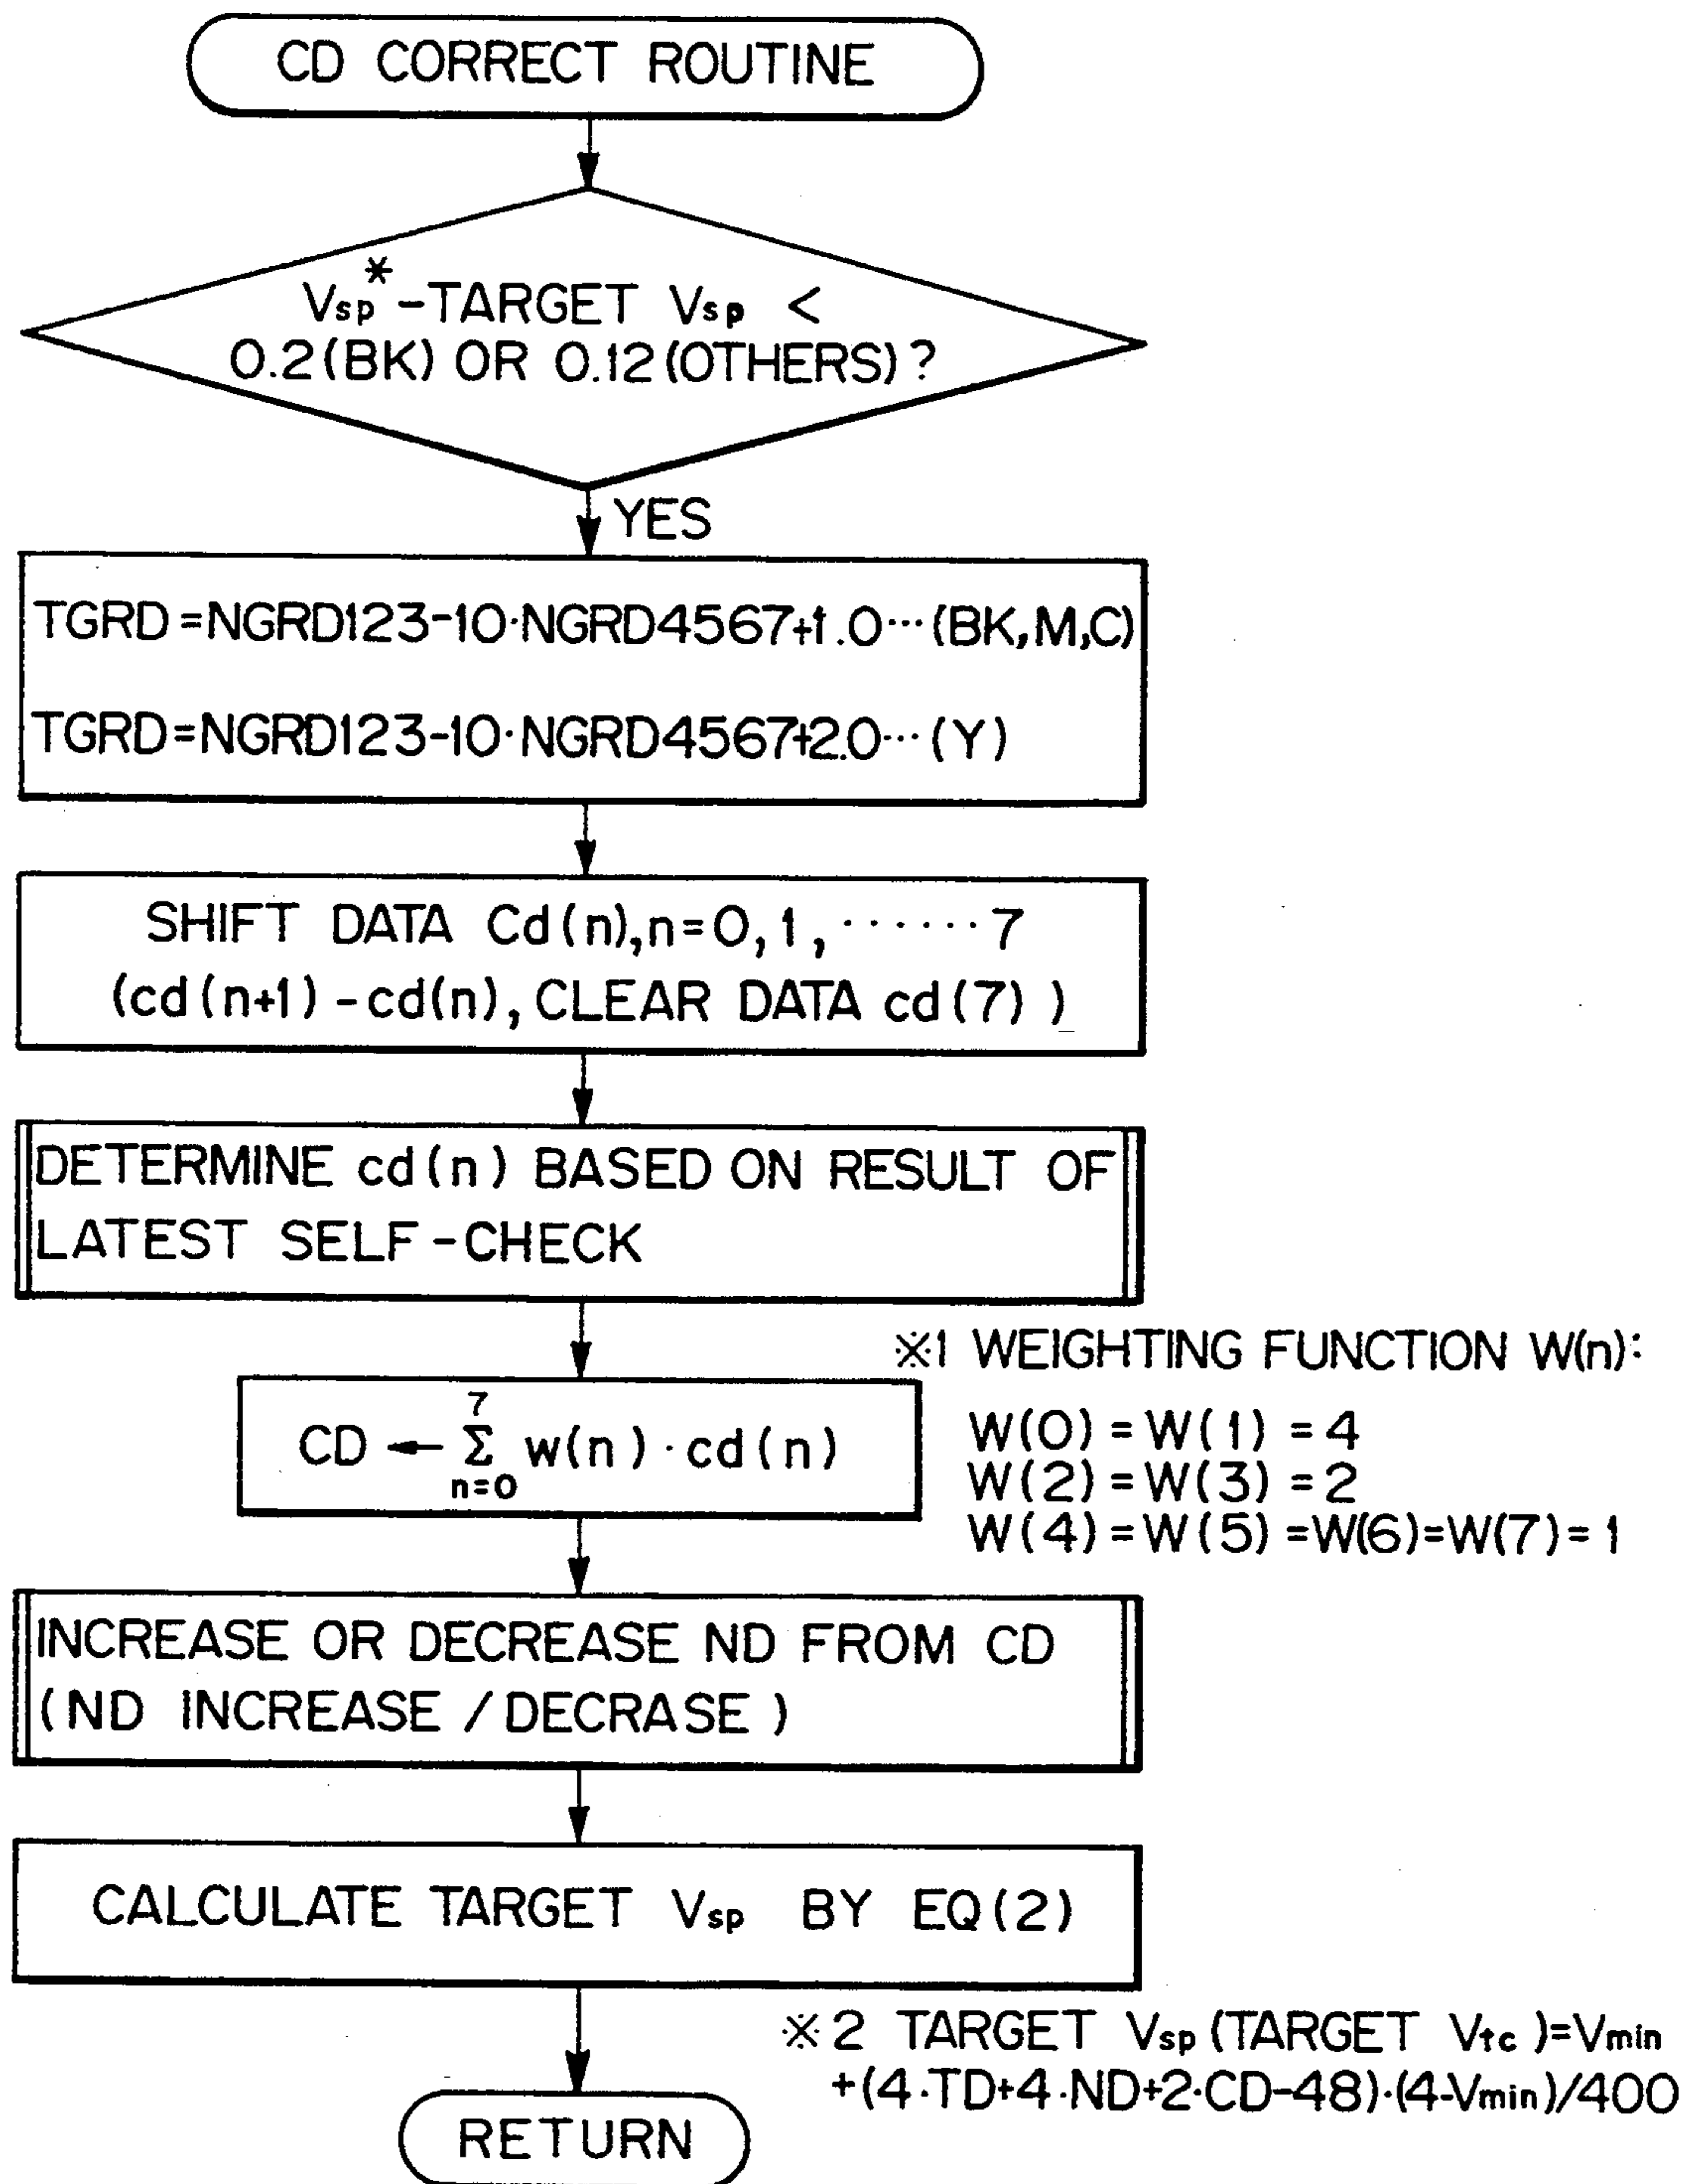 CD CORRECT ROUTINE
Vsp* -TARGET Vsp <
0.2(BK) OR 0.12(OTHERS)?
YES
TGRD=NGRD123-10·NGRD4567+1.0···(BK,M,C)
TGRD=NGRD123-10·NGRD4567+2.0···(Y)
SHIFT DATA Cd(n),n=0,1,······7
(cd(n+1)-cd(n), CLEAR DATA cd(7))
DETERMINE cd(n) BASED ON RESULT OF
LATEST SELF-CHECK
※1 WEIGHTING FUNCTION W(n):
7
CD ← Σ w(n)·cd(n)
n=0
W(0)=W(1)=4
W(2)=W(3)=2
W(4)=W(5)=W(6)=W(7)=1
INCREASE OR DECREASE ND FROM CD
(ND INCREASE/DECRASE)
CALCULATE TARGET Vsp BY EQ(2)
※2 TARGET Vsp(TARGET Vtc)=Vmin
+(4·TD+4·ND+2·CD-48)·(4-Vmin)/400
RETURN